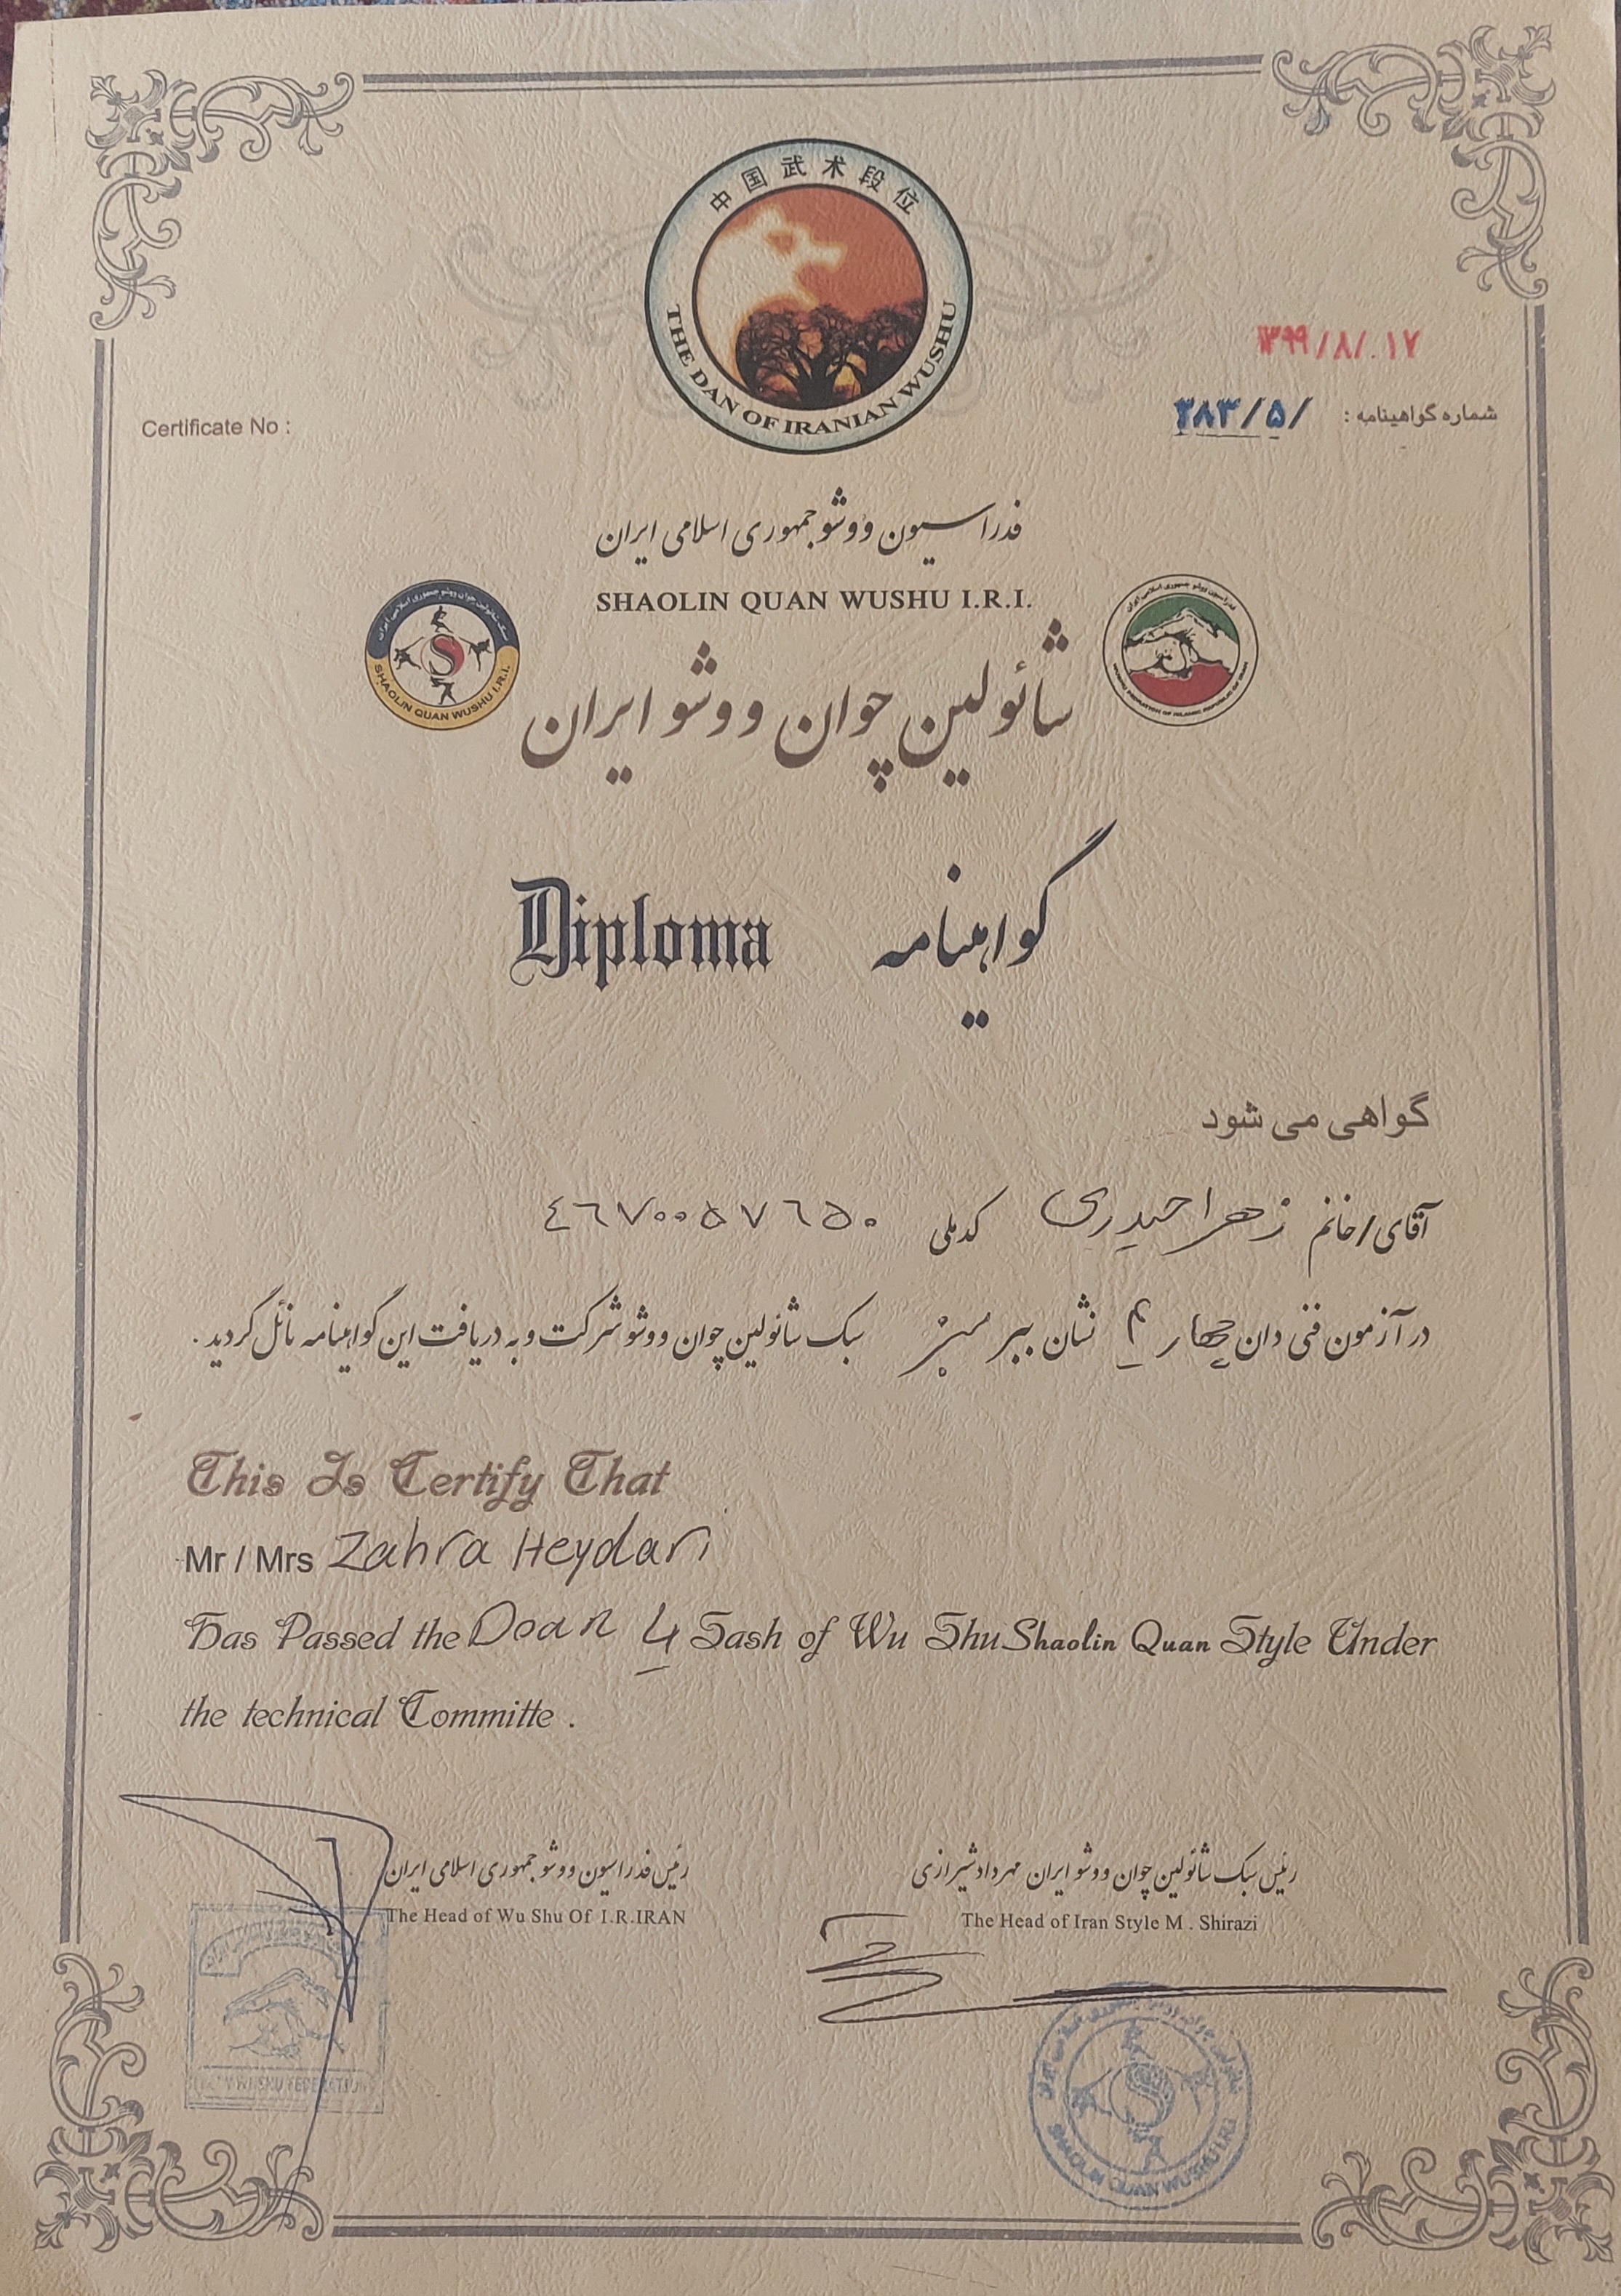 中国武术段位
THE DAN OF IRANIAN WUSHU
۱۳۹۹/۸/۰۱۷
Certificate No :
شماره گواهینامه : ۲۸۳/۵/
فدراسیون ووشو جمهوری اسلامی ایران
SHAOLIN QUAN WUSHU I.R.I.
SHAOLIN QUAN WUSHU I.R.I.
شائولین چوان ووشو ایران
Diploma گواهینامه
گواهی می شود
آقای/خانم زهرا حیدری کدملی ٤٦٧٠٠٥٧٦٥٠
در آزمون فنی دان چهارم ۴ نشان ببر سبز سبک شائولین چوان ووشو شرکت و به دریافت این گواهینامه نائل گردید .
This Is Certify That
Mr / Mrs Zahra Heydari
Has Passed the Doan 4 Sash of Wu Shu Shaolin Quan Style Under
the technical Committe .
رئیس سبک شائولین چوان ووشو ایران مهرداد شیرازی
The Head of Iran Style M . Shirazi
رئیس فدراسیون ووشو جمهوری اسلامی ایران
The Head of Wu Shu Of I.R.IRAN
WUSHU FEDERATION
SHAOLIN QUAN WUSHU I.R.I